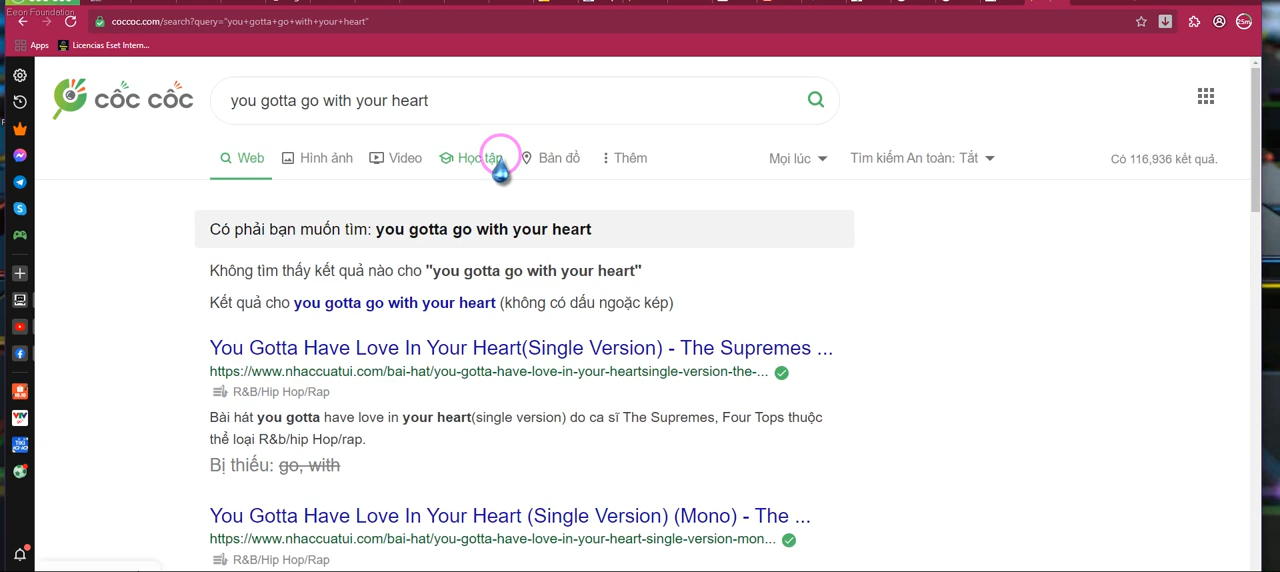 Eeon Foundation
coccoc.com/search?query="you+gotta+go+with+your+heart"
25m
Apps
Licencias Eset Intern...
cốc cốc
you gotta go with your heart
Web
Hình ảnh
Video
Học tập
Bản đồ
Thêm
Mọi lúc
Tìm kiếm An toàn: Tắt
Có 116,936 kết quả.
Có phải bạn muốn tìm: you gotta go with your heart
Không tìm thấy kết quả nào cho "you gotta go with your heart"
Kết quả cho you gotta go with your heart (không có dấu ngoặc kép)
You Gotta Have Love In Your Heart(Single Version) - The Supremes ...
https://www.nhaccuatui.com/bai-hat/you-gotta-have-love-in-your-heartsingle-version-the-...
R&B/Hip Hop/Rap
Bài hát you gotta have love in your heart(single version) do ca sĩ The Supremes, Four Tops thuộc
thể loại R&b/hip Hop/rap.
Bị thiếu: go, with
You Gotta Have Love In Your Heart (Single Version) (Mono) - The ...
https://www.nhaccuatui.com/bai-hat/you-gotta-have-love-in-your-heart-single-version-mon...
R&B/Hip Hop/Rap